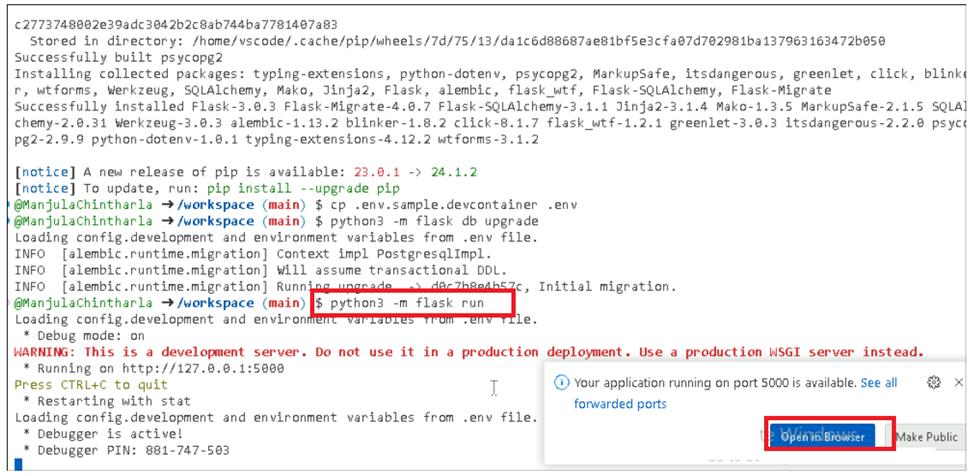 c2773748002e39adc3042b2c8ab744ba7781407a83
Stored in directory: /home/vscode/.cache/pip/wheels/7d/75/13/da1c6d88687ae81bf5e3cfa07d702981ba137963163472b050
Successfully built psycopg2
Installing collected packages: typing-extensions, python-dotenv, psycopg2, MarkupSafe, itsdangerous, greenlet, click, blinke
r, wtforms, Werkzeug, SQLAlchemy, Mako, Jinja2, Flask, alembic, flask_wtf, Flask-SQLAlchemy, Flask-Migrate
Successfully installed Flask-3.0.3 Flask-Migrate-4.0.7 Flask-SQLAlchemy-3.1.1 Jinja2-3.1.4 Mako-1.3.5 MarkupSafe-2.1.5 SQLAl
chemy-2.0.31 Werkzeug-3.0.3 alembic-1.13.2 blinker-1.8.2 click-8.1.7 flask_wtf-1.2.1 greenlet-3.0.3 itsdangerous-2.2.0 psyco
pg2-2.9.9 python-dotenv-1.0.1 typing-extensions-4.12.2 wtforms-3.1.2
[notice] A new release of pip is available: 23.0.1 -> 24.1.2
[notice] To update, run: pip install --upgrade pip
@ManjulaChintharla ➜/workspace (main) $ cp .env.sample.devcontainer .env
@ManjulaChintharla ➜/workspace (main) $ python3 -m flask db upgrade
Loading config.development and environment variables from .env file.
INFO [alembic.runtime.migration] Context impl PostgresqlImpl.
INFO [alembic.runtime.migration] Will assume transactional DDL.
INFO [alembic.runtime.migration] Running upgrade -> d0c7b8e4b57c, Initial migration.
@ManjulaChintharla ➜/workspace (main) $ python3 -m flask run
Loading config.development and environment variables from .env file.
* Debug mode: on
WARNING: This is a development server. Do not use it in a production deployment. Use a production WSGI server instead.
* Running on http://127.0.0.1:5000
Press CTRL+C to quit
* Restarting with stat
Loading config.development and environment variables from .env file.
* Debugger is active!
* Debugger PIN: 881-747-503
Your application running on port 5000 is available. See all
forwarded ports
Open in Browser
Make Public